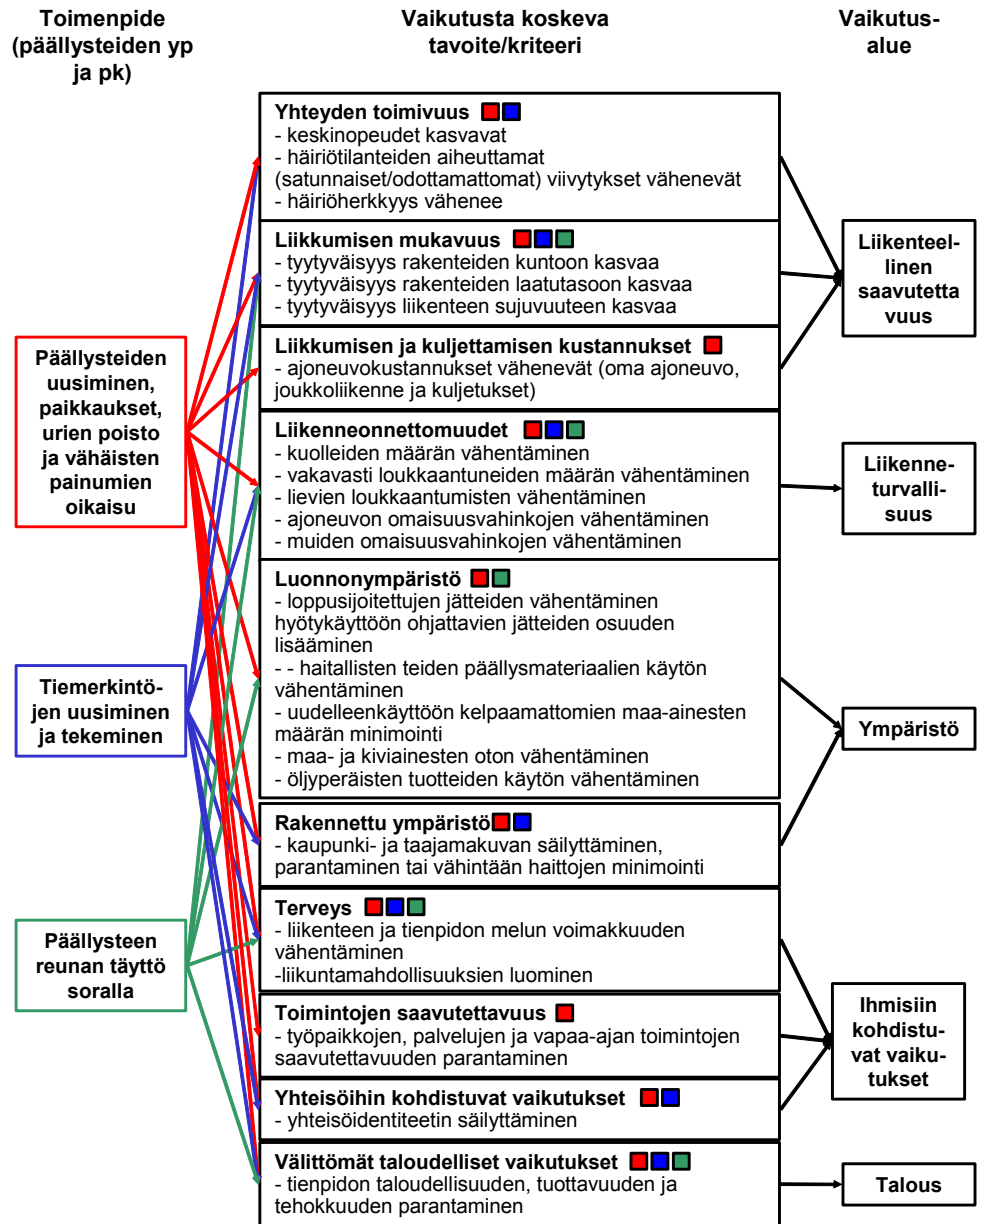 Toimenpide
(päällysteiden yp
ja pk)
Vaikutusta koskeva
tavoite/kriteeri
Vaikutus-
alue
Päällysteiden
uusiminen,
paikkaukset,
urien poisto
ja vähäisten
painumien
oikaisu
Tiemerkintö-
jen uusiminen
ja tekeminen
Päällysteen
reunan täyttö
soralla
Yhteyden toimivuus
- keskinopeudet kasvavat
- häiriötilanteiden aiheuttamat
(satunnaiset/odottamattomat) viivytykset vähenevät
- häiriöherkkyys vähenee
Liikkumisen mukavuus
- tyytyväisyys rakenteiden kuntoon kasvaa
- tyytyväisyys rakenteiden laatutasoon kasvaa
- tyytyväisyys liikenteen sujuvuuteen kasvaa
Liikkumisen ja kuljettamisen kustannukset
- ajoneuvokustannukset vähenevät (oma ajoneuvo,
joukkoliikenne ja kuljetukset)
Liikenneonnettomuudet
- kuolleiden määrän vähentäminen
- vakavasti loukkaantuneiden määrän vähentäminen
- lievien loukkaantumisten vähentäminen
- ajoneuvon omaisuusvahinkojen vähentäminen
- muiden omaisuusvahinkojen vähentäminen
Luonnonympäristö
- loppusijoitettujen jätteiden vähentäminen
hyötykäyttöön ohjattavien jätteiden osuuden
lisääminen
- - haitallisten teiden päällysmateriaalien käytön
vähentäminen
- uudelleenkäyttöön kelpaamattomien maa-ainesten
määrän minimointi
- maa- ja kiviainesten oton vähentäminen
- öljyperäisten tuotteiden käytön vähentäminen
Rakennettu ympäristö
- kaupunki- ja taajamakuvan säilyttäminen,
parantaminen tai vähintään haittojen minimointi
Terveys
- liikenteen ja tienpidon melun voimakkuuden
vähentäminen
-liikuntamahdollisuuksien luominen
Toimintojen saavutettavuus
- työpaikkojen, palvelujen ja vapaa-ajan toimintojen
saavutettavuuden parantaminen
Yhteisöihin kohdistuvat vaikutukset
- yhteisöidentiteetin säilyttäminen
Välittömät taloudelliset vaikutukset
- tienpidon taloudellisuuden, tuottavuuden ja
tehokkuuden parantaminen
Liikenteel-
linen
saavutetta
vuus
Liikenne-
turvalli-
suus
Ympäristö
Ihmisiin
kohdistu-
vat vaiku-
tukset
Talous